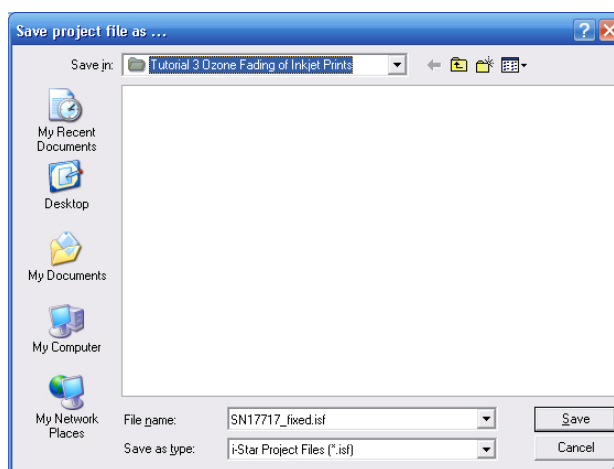 Save project file as ...
Save in:
Tutorial 3 Ozone Fading of Inkjet Prints
My Recent
Documents
Desktop
My Documents
My Computer
My Network
Places
File name:
SN17717_fixed.isf
Save
Save as type:
i-Star Project Files (*.isf)
Cancel